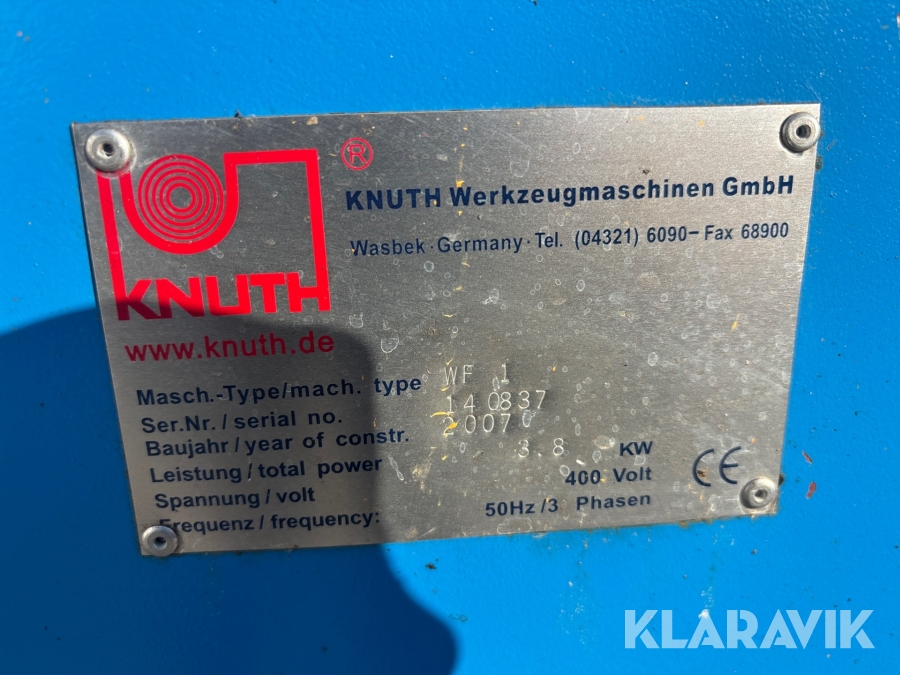 KNUTH
®
KNUTH Werkzeugmaschinen GmbH
Wasbek·Germany·Tel. (04321) 6090–Fax 68900
www.knuth.de
Masch.-Type/mach. type WF 1
Ser.Nr./serial no. 140837
Baujahr/year of constr. 2007
Leistung/total power 3.8 KW
Spannung/volt 400 Volt
Frequenz/frequency: 50Hz/3 Phasen
CE
KLARAVIK